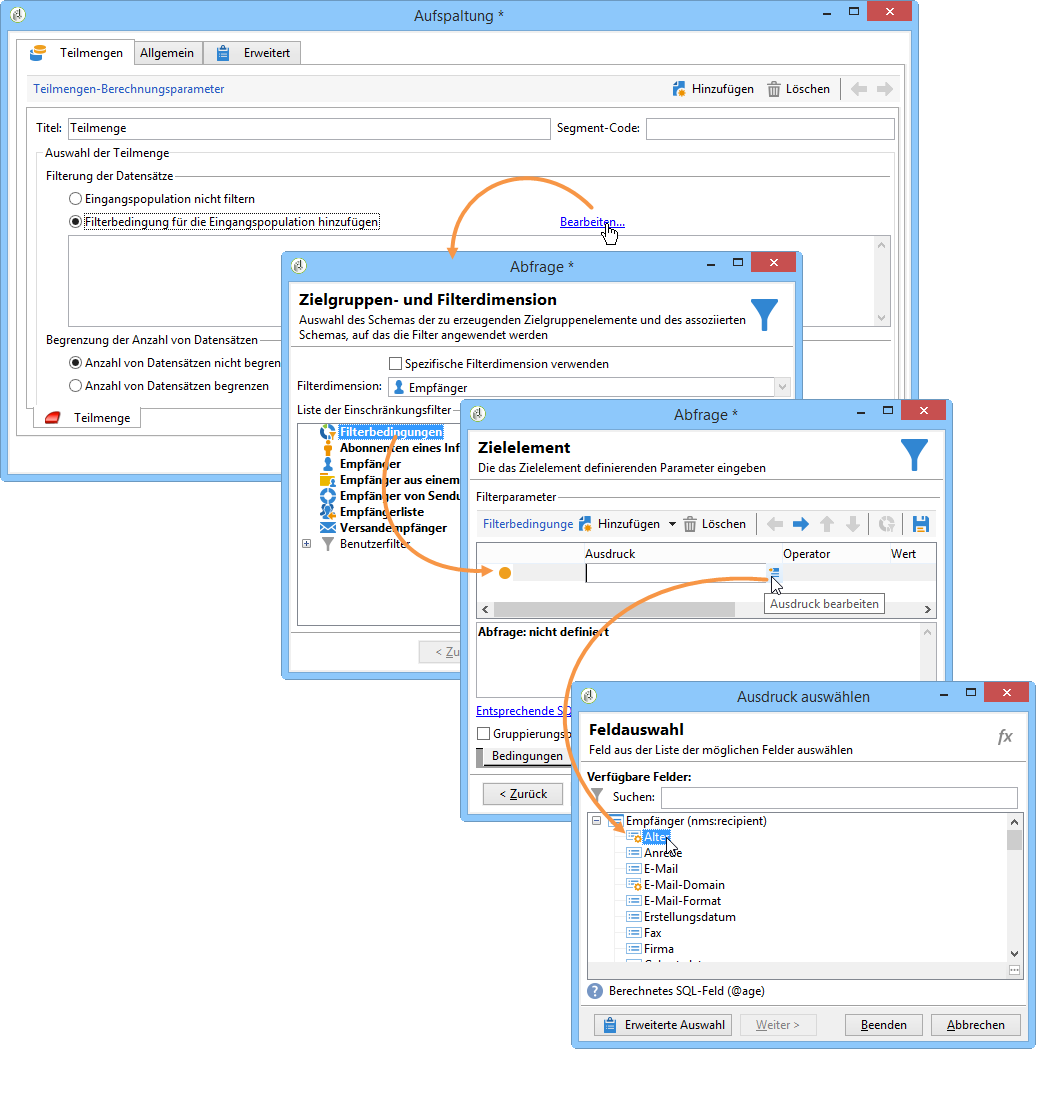 Aufspaltung *
Teilmengen
Allgemein
Erweitert
Teilmengen-Berechnungsparameter
Hinzufügen
Löschen
Titel:
Teilmenge
Segment-Code:
Auswahl der Teilmenge
Filterung der Datensätze
Eingangspopulation nicht filtern
Filterbedingung für die Eingangspopulation hinzufügen
Bearbeiten...
Begrenzung der Anzahl von Datensätzen
Anzahl von Datensätzen nicht begren
Anzahl von Datensätzen begrenzen
Teilmenge
Abfrage *
Zielgruppen- und Filterdimension
Auswahl des Schemas der zu erzeugenden Zielgruppenelemente und des assoziierten
Schemas, auf das die Filter angewendet werden
Spezifische Filterdimension verwenden
Filterdimension:
Empfänger
Liste der Einschränkungsfilter
Filterbedingungen
Abonnenten eines Inf
Empfänger
Empfänger aus einem
Empfänger von Sendu
Empfängerliste
Versandempfänger
Benutzerfilter
< Zu
Abfrage *
Zielelement
Die das Zielelement definierenden Parameter eingeben
Filterparameter
Filterbedingunge
Hinzufügen
Löschen
Ausdruck
Operator
Wert
Ausdruck bearbeiten
Abfrage: nicht definiert
Entsprechende SQ
Gruppierungso
Bedingungen
< Zurück
Ausdruck auswählen
Feldauswahl
Feld aus der Liste der möglichen Felder auswählen
fx
Verfügbare Felder:
Suchen:
Empfänger (nms:recipient)
Alter
Anrede
E-Mail
E-Mail-Domain
E-Mail-Format
Erstellungsdatum
Fax
Firma
Berechnetes SQL-Feld (@age)
Erweiterte Auswahl
Weiter >
Beenden
Abbrechen